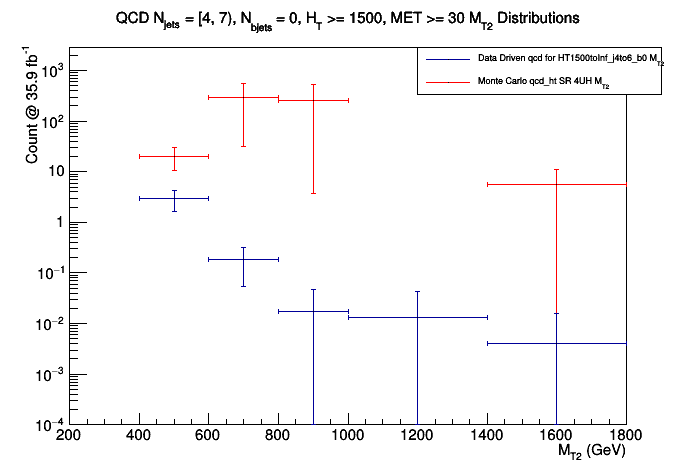 QCD N_jets = [4, 7), N_bjets = 0, H_T >= 1500, MET >= 30 M_T2 Distributions
Data Driven qcd for HT1500toInf_j4to6_b0 M_T2
Monte Carlo qcd_ht SR 4UH M_T2
Count @ 35.9 fb^-1
10^3
10^2
10
1
10^-1
10^-2
10^-3
10^-4
200 400 600 800 1000 1200 1400 1600 1800
M_T2 (GeV)